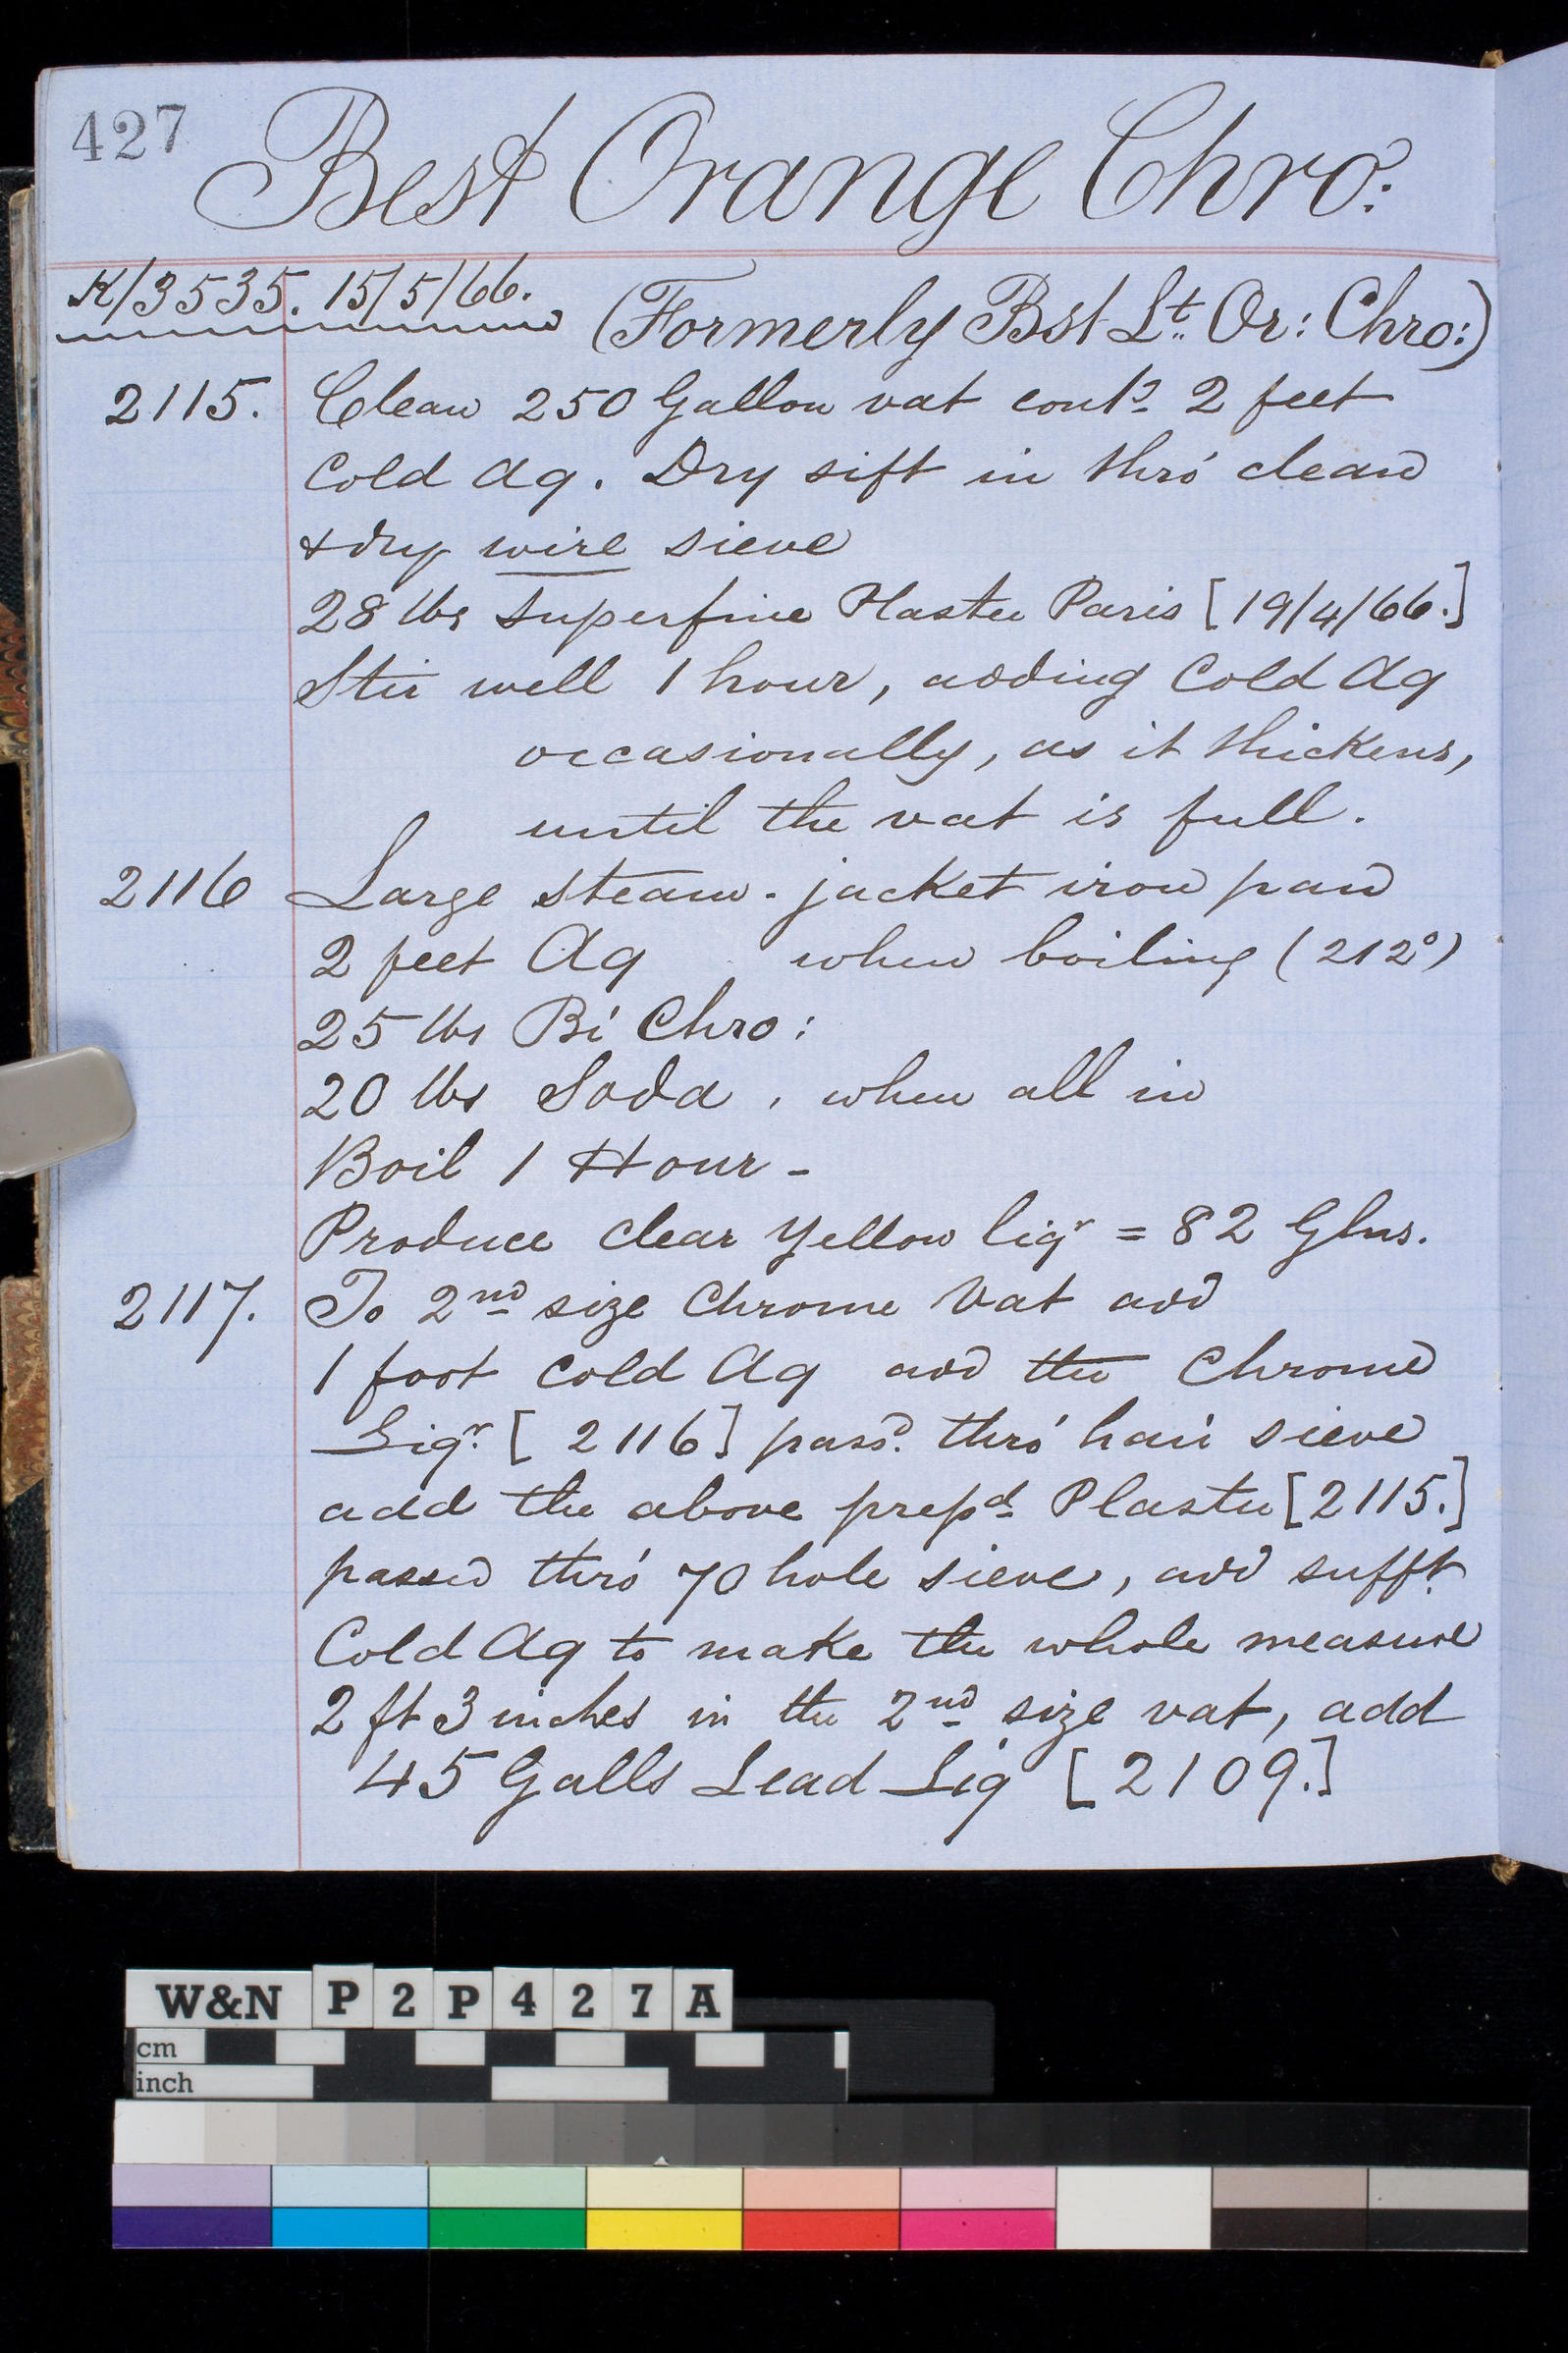 427
Best Orange Chro:
K/3535. 15/5/66.
(Formerly Bst Lt. Or: Chro:)
2115. Clean 250 Gallon vat contg 2 feet
Cold Aq. Dry sift in thro' clean
& dry wire sieve
28 lbs Superfine Plaster Paris [19/4/66.]
Stir well 1 hour, adding Cold Aq
occasionally, as it thickens,
until the vat is full.
2116 Large steam-jacket iron pan
2 feet Aq when boiling (212°)
25 lbs Bi Chro:
20 lbs Soda, when all in
Boil 1 Hour-
Produce clear Yellow liqr = 82 Glns.
2117. To 2nd size Chrome Vat add
1 foot Cold Aq add the Chrome
Liqr. [2116] passd. thro' hair sieve
add the above prepd Plaster [2115.]
passed thro' 70 hole sieve, add sufft.
Cold Aq to make the whole measure
2 ft 3 inches in the 2nd size vat, add
45 Galls Lead Liq [2109.]
W&N P2P427A
cm
inch